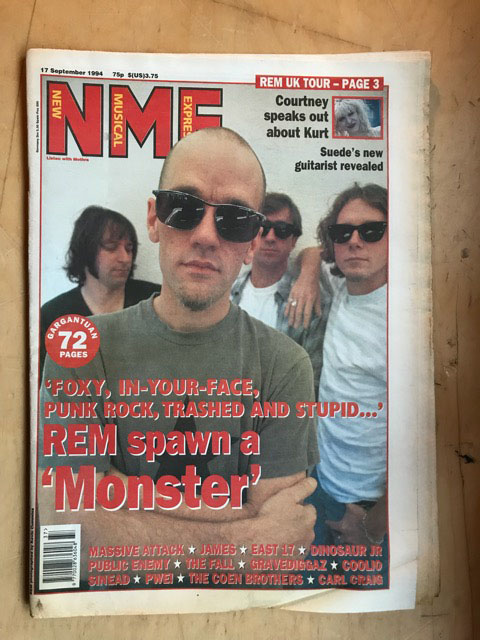 17 September 1994 75p $(US)3.75
REM UK TOUR – PAGE 3
NME
NEW
MUSICAL
EXPRE
Courtney
speaks out
about Kurt
Suede's new
guitarist revealed
GARGANTUAN
72
PAGES
'FOXY, IN-YOUR-FACE,
PUNK ROCK, TRASHED AND STUPID...'
REM spawn a
'Monster'
MASSIVE ATTACK ★ JAMES ★ EAST 17 ★ DINOSAUR JR
PUBLIC ENEMY ★ THE FALL ★ GRAVEDIGGAZ ★ COOLIO
SINEAD ★ PWEI ★ THE COEN BROTHERS ★ CARL CRAIG